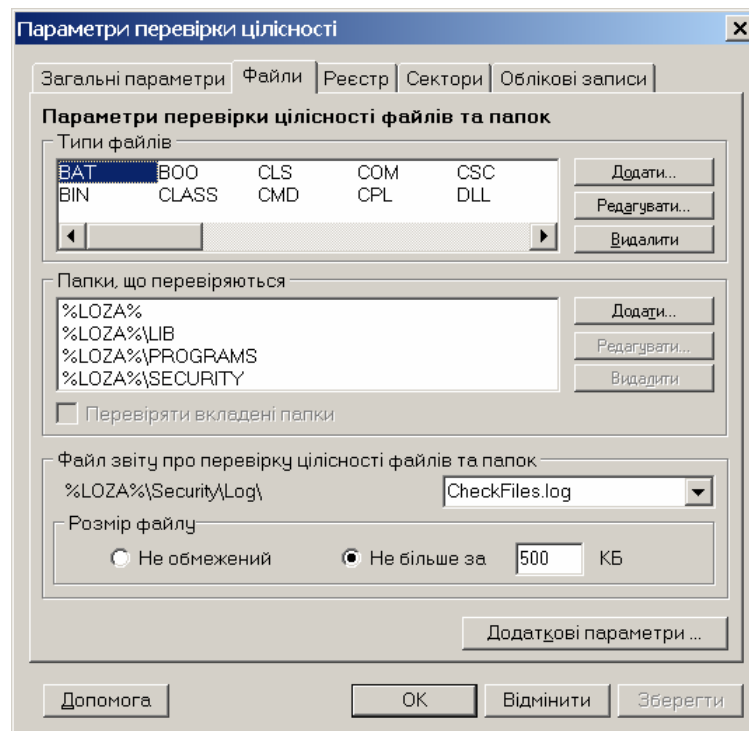 Параметри перевірки цілісності
Загальні параметри Файли Реєстр Сектори Облікові записи
Параметри перевірки цілісності файлів та папок
Типи файлів
BAT BOO CLS COM CSC
BIN CLASS CMD CPL DLL
Додати...
Редагувати...
Видалити
Папки, що перевіряються
%LOZA%
%LOZA%\LIB
%LOZA%\PROGRAMS
%LOZA%\SECURITY
Додати...
Редагувати...
Видалити
Перевіряти вкладені папки
Файл звіту про перевірку цілісності файлів та папок
%LOZA%\Security\Log\ CheckFiles.log
Розмір файлу
Не обмежений Не більше за 500 КБ
Додаткові параметри ...
Допомога OK Відмінити Зберегти